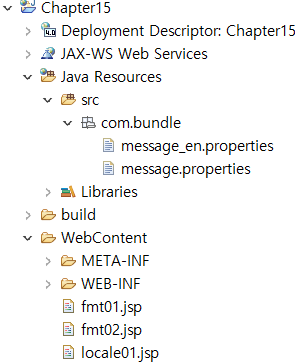 Chapter15
Deployment Descriptor: Chapter15
JAX-WS Web Services
Java Resources
src
com.bundle
message_en.properties
message.properties
Libraries
build
WebContent
META-INF
WEB-INF
fmt01.jsp
fmt02.jsp
locale01.jsp